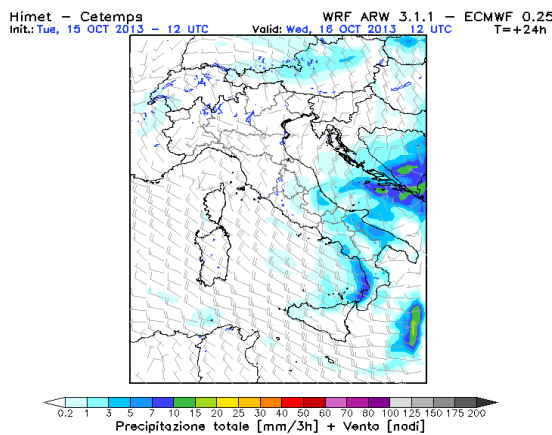 Himet – Cetemps WRF ARW 3.1.1 – ECMWF 0.25
Init.: Tue, 15 OCT 2013 – 12 UTC Valid: Wed, 16 OCT 2013 12 UTC T=+24h
0.2 1 3 5 7 10 15 20 25 30 40 50 60 70 80 90 100 125 150 175 200
Precipitazione totale [mm/3h] + Vento [nodi]